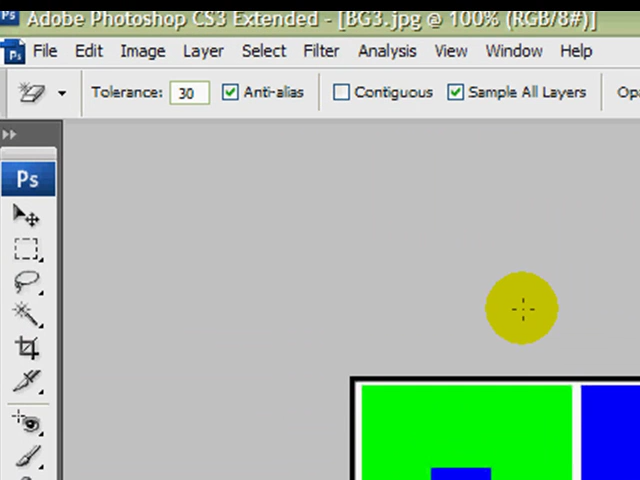 Adobe Photoshop CS3 Extended - [BG3.jpg @ 100% (RGB/8#)]
File Edit Image Layer Select Filter Analysis View Window Help
Tolerance: 30 Anti-alias Contiguous Sample All Layers Opa
Ps